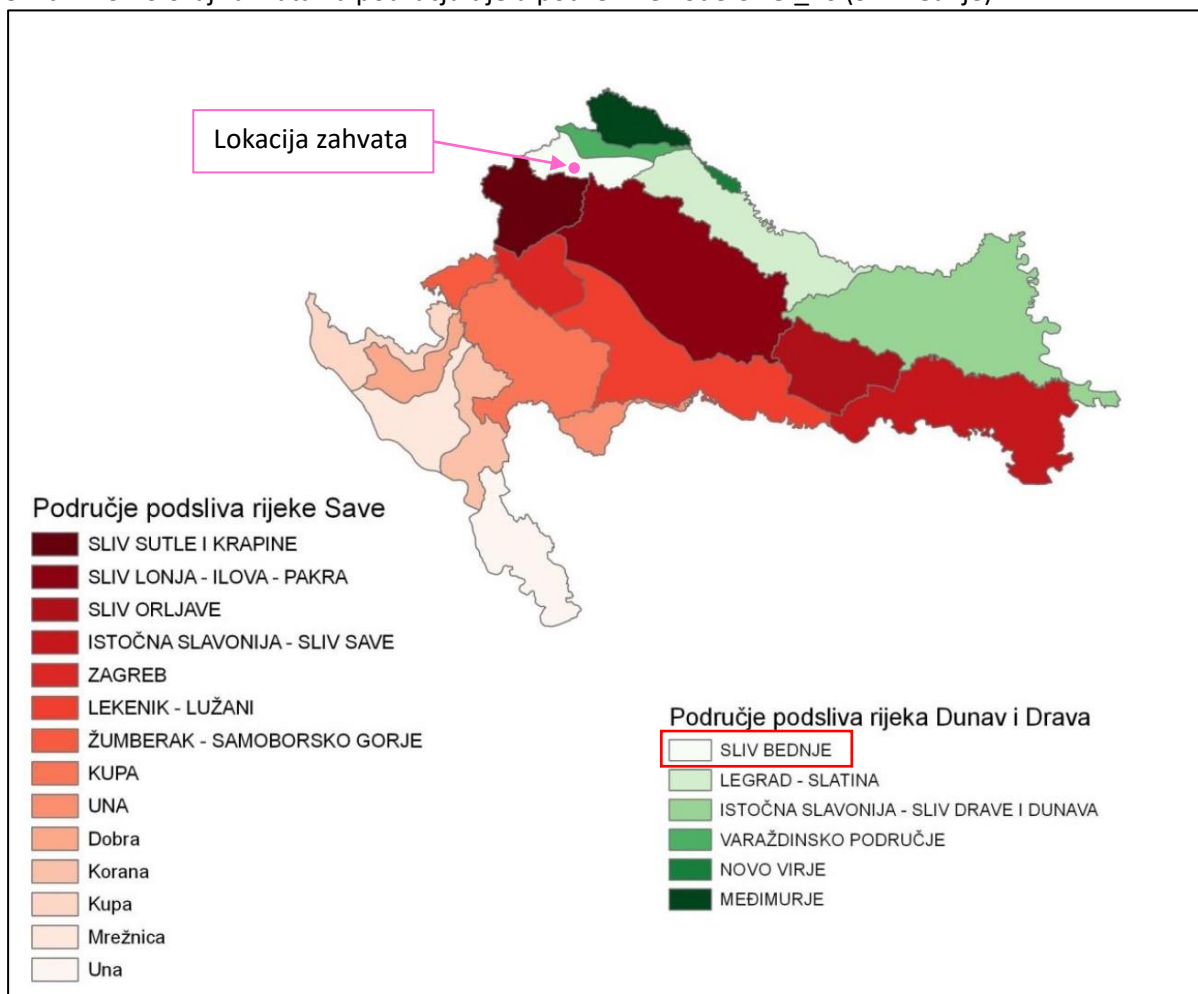 Lokacija zahvata
Područje podsliva rijeke Save
SLIV SUTLE I KRAPINE
SLIV LONJA - ILOVA - PAKRA
SLIV ORLJAVE
ISTOČNA SLAVONIJA - SLIV SAVE
ZAGREB
LEKENIK - LUŽANI
ŽUMBERAK - SAMOBORSKO GORJE
KUPA
UNA
Dobra
Korana
Kupa
Mrežnica
Una
Područje podsliva rijeka Dunav i Drava
SLIV BEDNJE
LEGRAD - SLATINA
ISTOČNA SLAVONIJA - SLIV DRAVE I DUNAVA
VARAŽDINSKO PODRUČJE
NOVO VIRJE
MEĐIMURJE